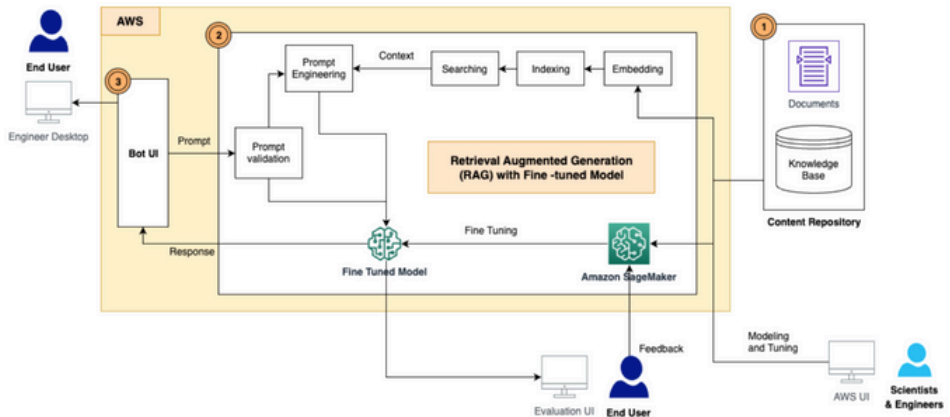 AWS
End User
Engineer Desktop
3
Bot UI
Prompt
Response
2
Prompt
Engineering
Context
Searching
Indexing
Embedding
Prompt
validation
Retrieval Augmented Generation
(RAG) with Fine -tuned Model
Fine Tuning
Fine Tuned Model
Amazon SageMaker
1
Documents
Knowledge
Base
Content Repository
Feedback
Evaluation UI
End User
Modeling
and Tuning
AWS UI
Scientists
& Engineers